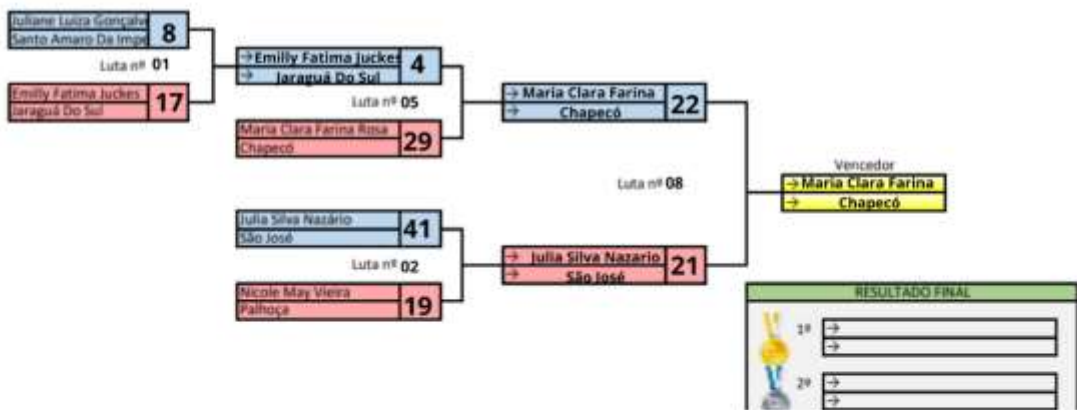 Juliane Luiza Gonçalve
8
Santo Amaro Da Impe
Luta nº 01
Emilly Fatima Juckes
17
Jaraguá Do Sul
→ Emilly Fatima Jucke
4
→ Jaraguá Do Sul
Luta nº 05
Maria Clara Farina Rosa
29
Chapecó
→ Maria Clara Farina
22
→ Chapecó
Luta nº 08
Julia Silva Nazário
41
São José
Luta nº 02
Nicole May Vieira
19
Palhoça
→ Julia Silva Nazario
21
→ São José
Vencedor
→ Maria Clara Farina
→ Chapecó
RESULTADO FINAL
1º →
→
2º →
→